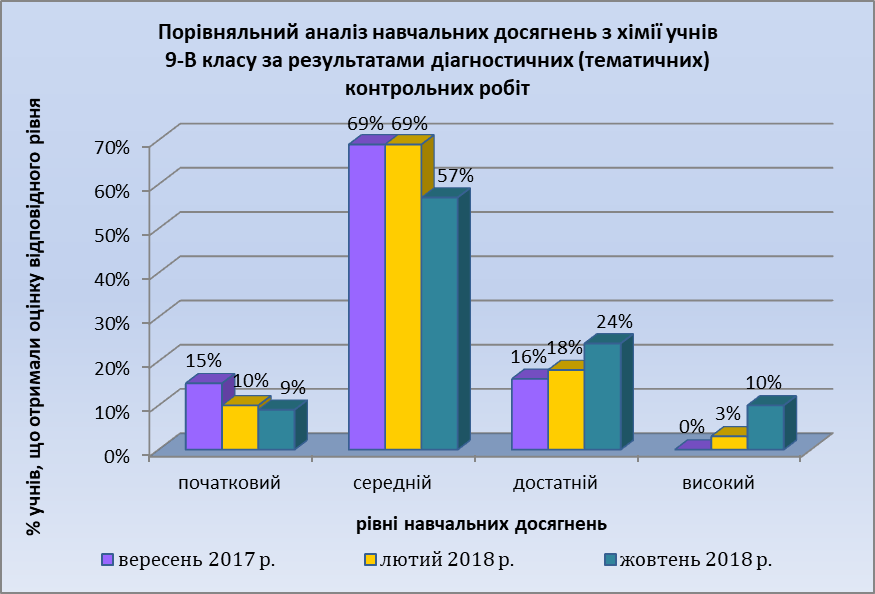 Порівняльний аналіз навчальних досягнень з хімії учнів
9-В класу за результатами діагностичних (тематичних)
контрольних робіт
% учнів, що отримали оцінку відповідного рівня
70%
60%
50%
40%
30%
20%
10%
0%
15%
10%
9%
69%
69%
57%
16%
18%
24%
0%
3%
10%
початковий
середній
достатній
високий
рівні навчальних досягнень
вересень 2017 р.
лютий 2018 р.
жовтень 2018 р.